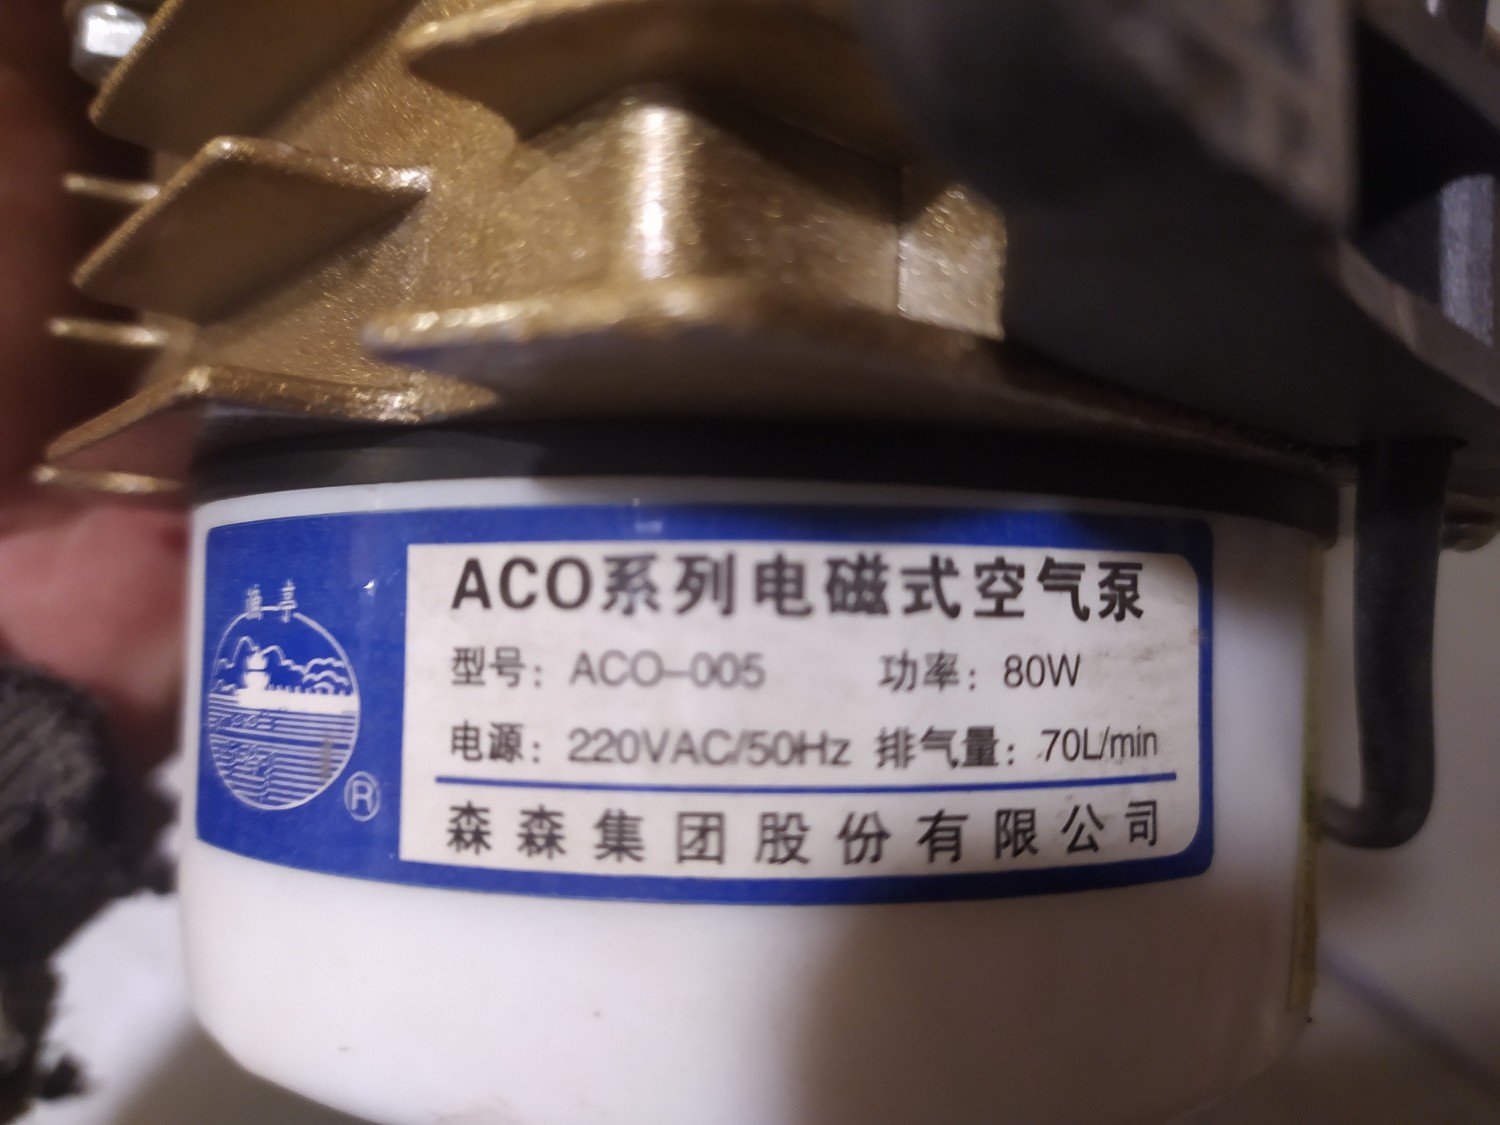 ACO系列电磁式空气泵
型号：ACO-005 功率：80W
电源：220VAC/50Hz 排气量：70L/min
森森集团股份有限公司
®